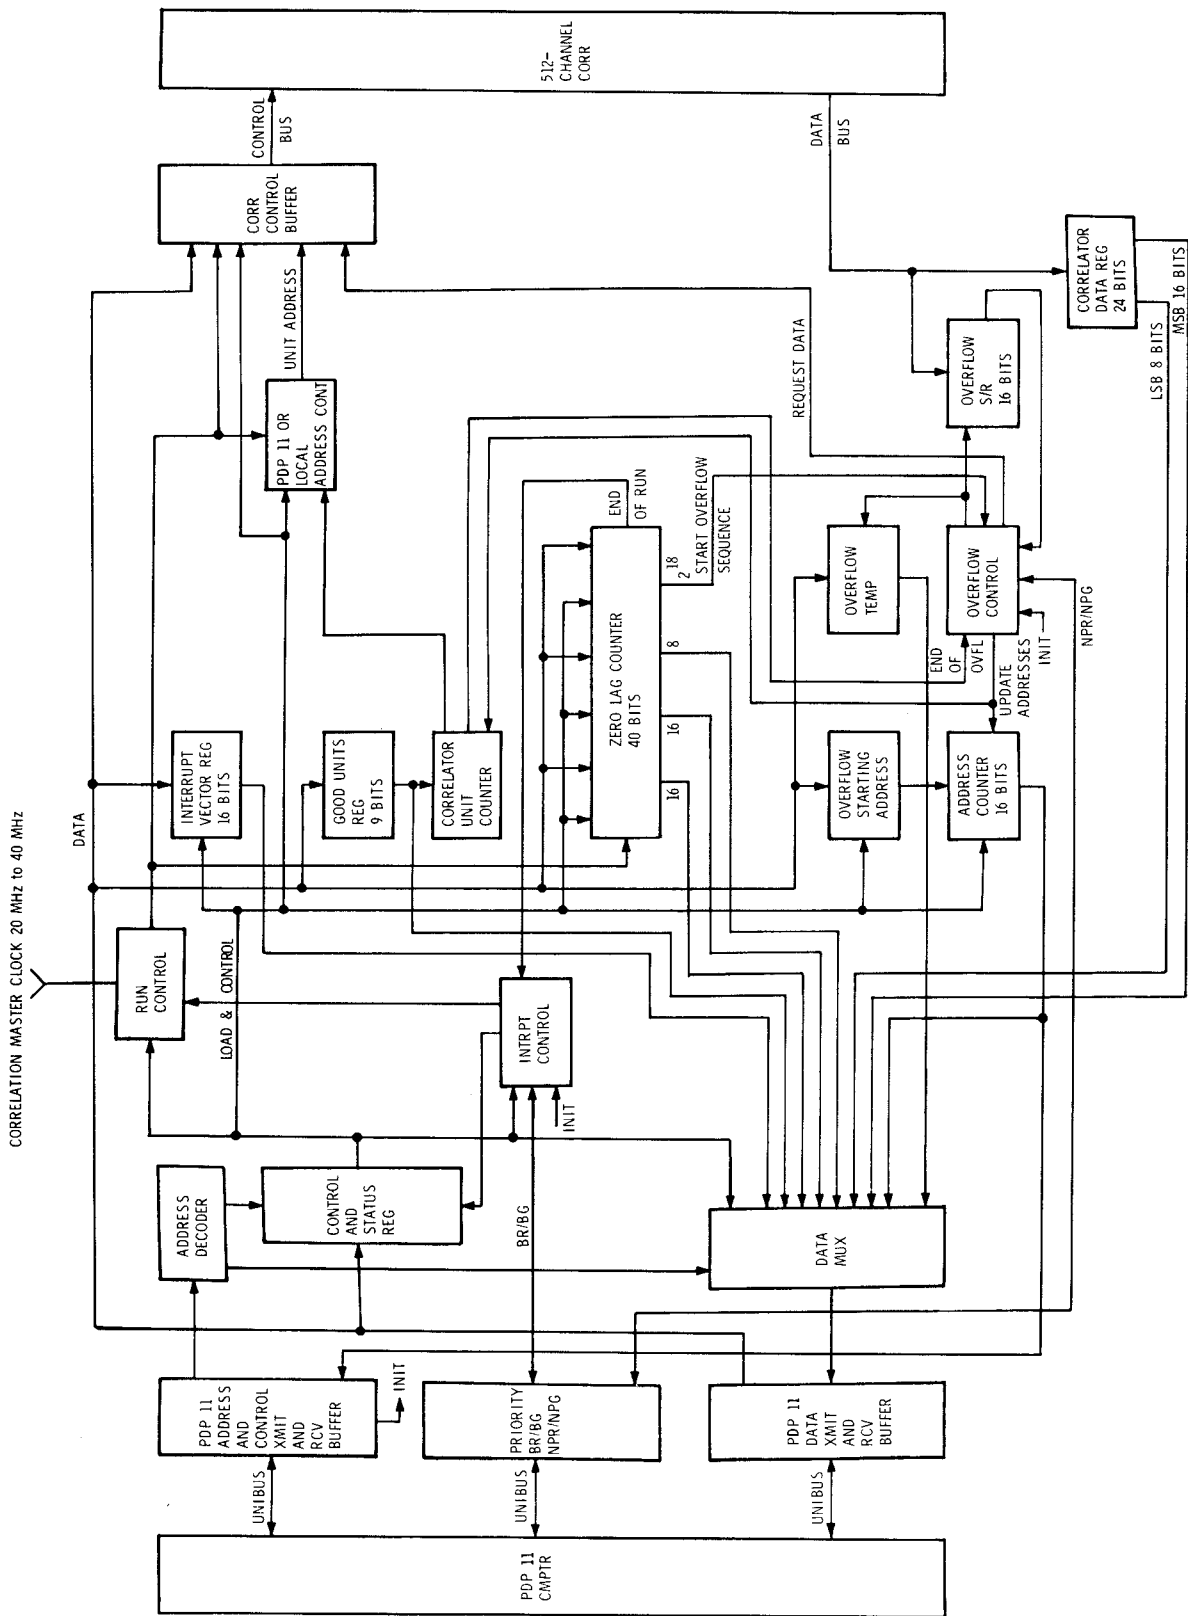 CORRELATION MASTER CLOCK 20 MHz to 40 MHz
PDP 11
CMPTR
UNIBUS
UNIBUS
UNIBUS
PDP 11
ADDRESS
AND
CONTROL
XMIT
AND
RCV
BUFFER
INIT
PRIORITY
BR/BG
NPR/NPG
PDP 11
DATA
XMIT
AND
RCV
BUFFER
ADDRESS
DECODER
CONTROL
AND
STATUS
REG
BR/BG
DATA
MUX
RUN
CONTROL
LOAD & CONTROL
INTRPT
CONTROL
INIT
DATA
INTERRUPT
VECTOR REG
16 BITS
GOOD UNITS
REG
9 BITS
CORRELATOR
UNIT
COUNTER
ZERO LAG COUNTER
40 BITS
16
16
8
2
18
START OVERFLOW
SEQUENCE
END
OF RUN
OVERFLOW
STARTING
ADDRESS
ADDRESS
COUNTER
16 BITS
UPDATE
ADDRESSES
END
OF
OVFL
INIT
NPR/NPG
OVERFLOW
TEMP
OVERFLOW
CONTROL
PDP 11 OR
LOCAL
ADDRESS CONT
UNIT ADDRESS
REQUEST DATA
OVERFLOW
S/R
16 BITS
CORR
CONTROL
BUFFER
CONTROL
BUS
512-
CHANNEL
CORR
DATA
BUS
CORRELATOR
DATA REG
24 BITS
LSB 8 BITS
MSB 16 BITS